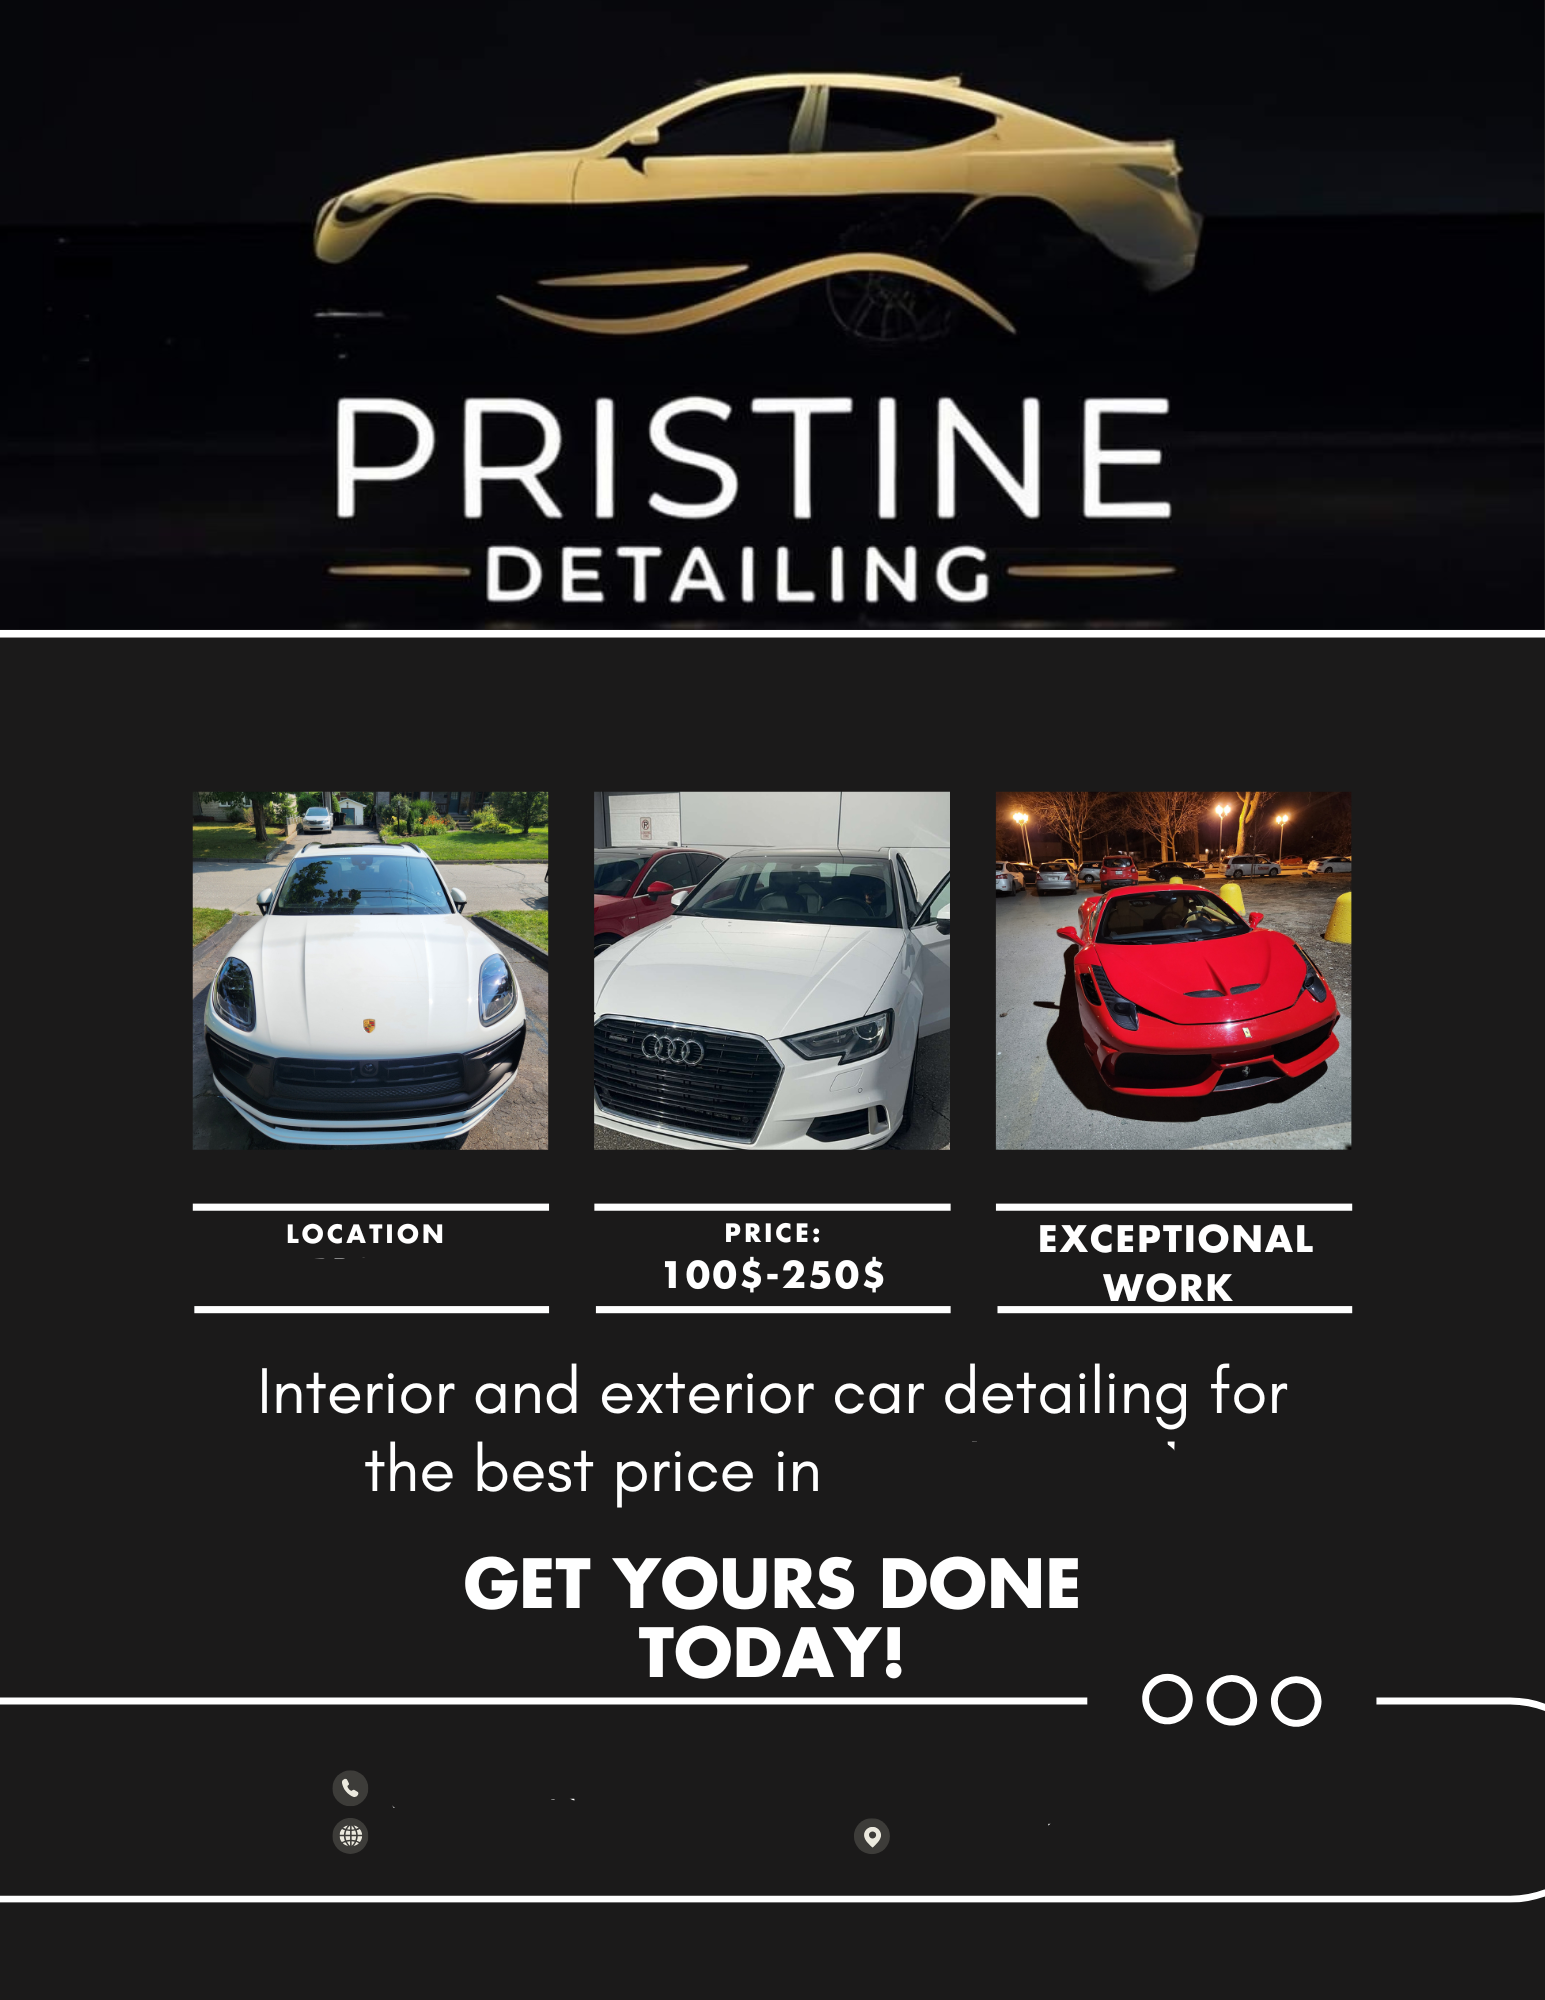 PRISTINE
DETAILING
LOCATION
PRICE:
100$-250$
EXCEPTIONAL
WORK
Interior and exterior car detailing for
the best price in
GET YOURS DONE
TODAY!